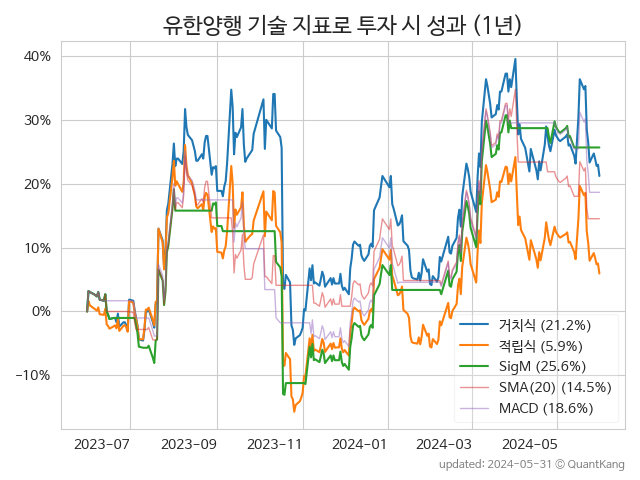 유한양행 기술 지표로 투자 시 성과 (1년)
40%
30%
20%
10%
0%
−10%
거치식 (21.2%)
적립식 (5.9%)
SigM (25.6%)
SMA(20) (14.5%)
MACD (18.6%)
2023-07
2023-09
2023-11
2024-01
2024-03
2024-05
updated: 2024-05-31 © QuantKang